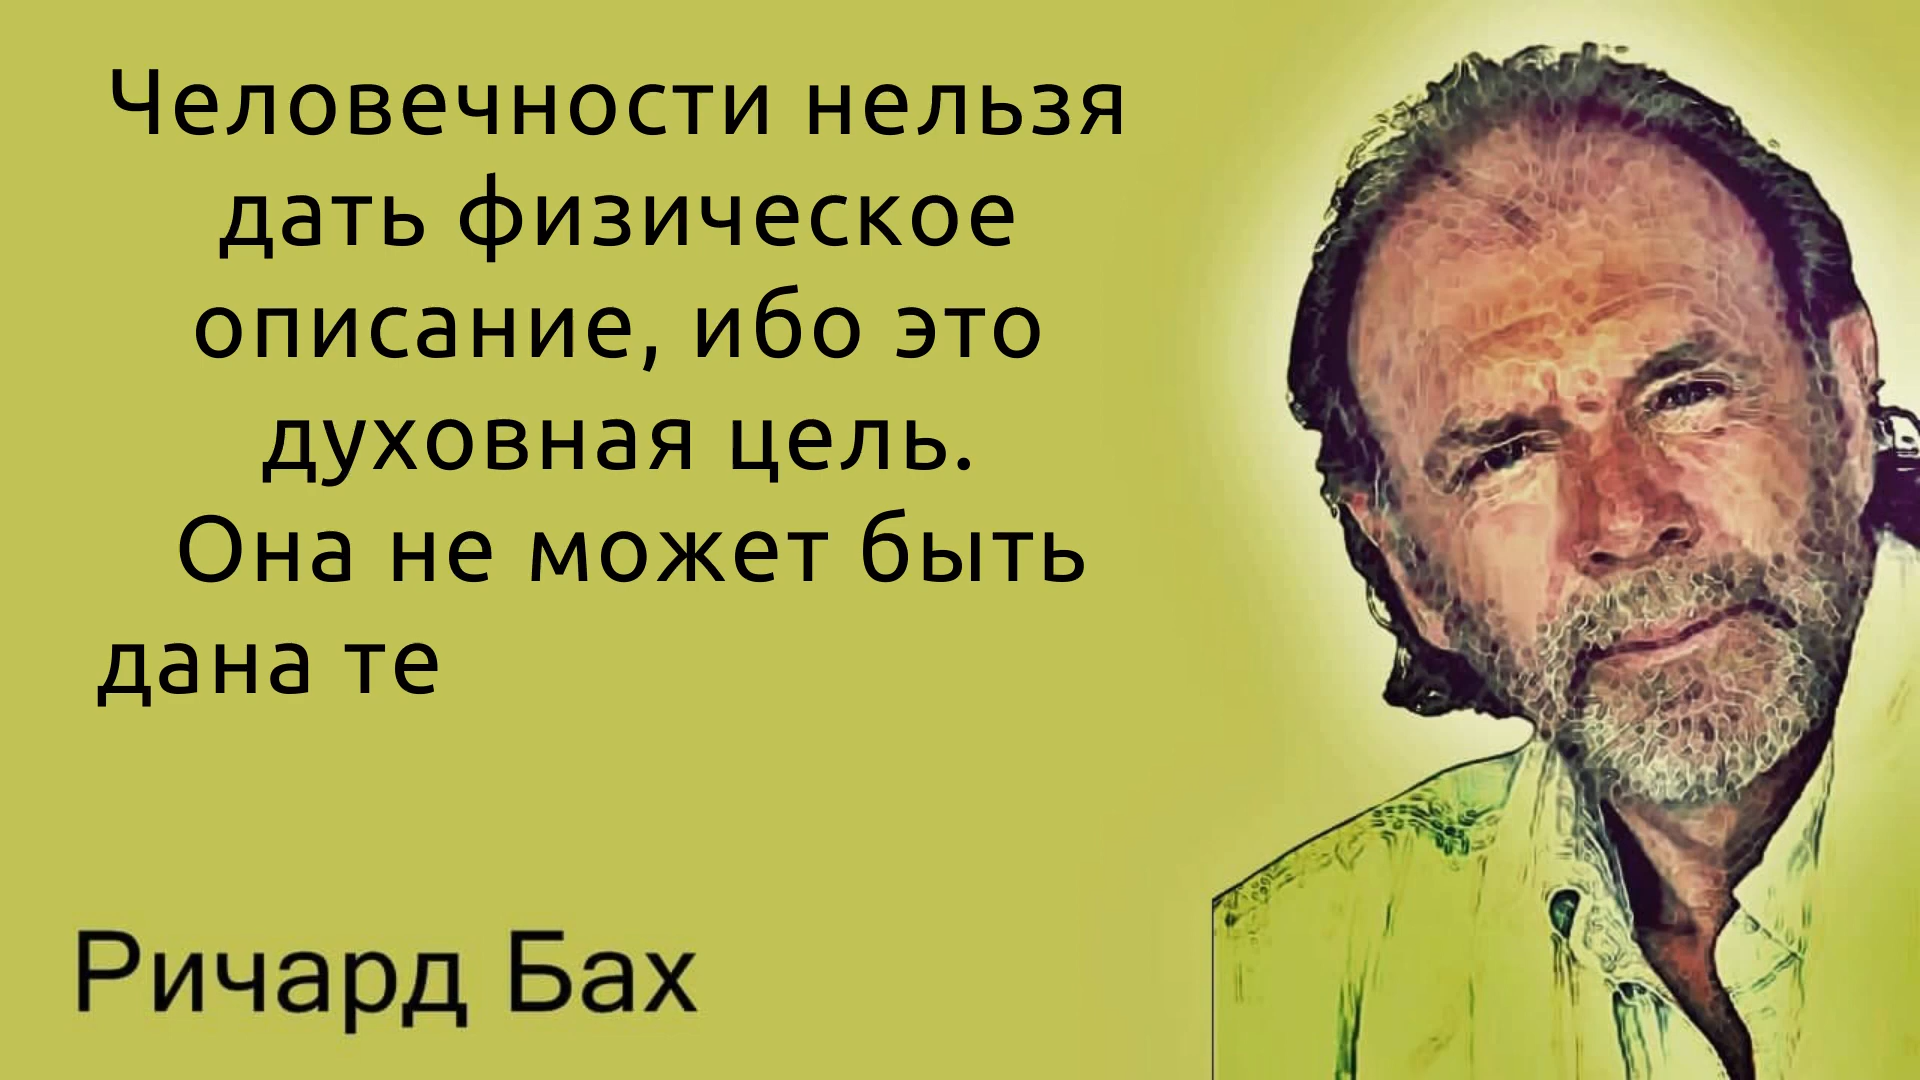 Человечности нельзя
дать физическое
описание, ибо это
духовная цель.
Она не может быть
дана те
Ричард Бах